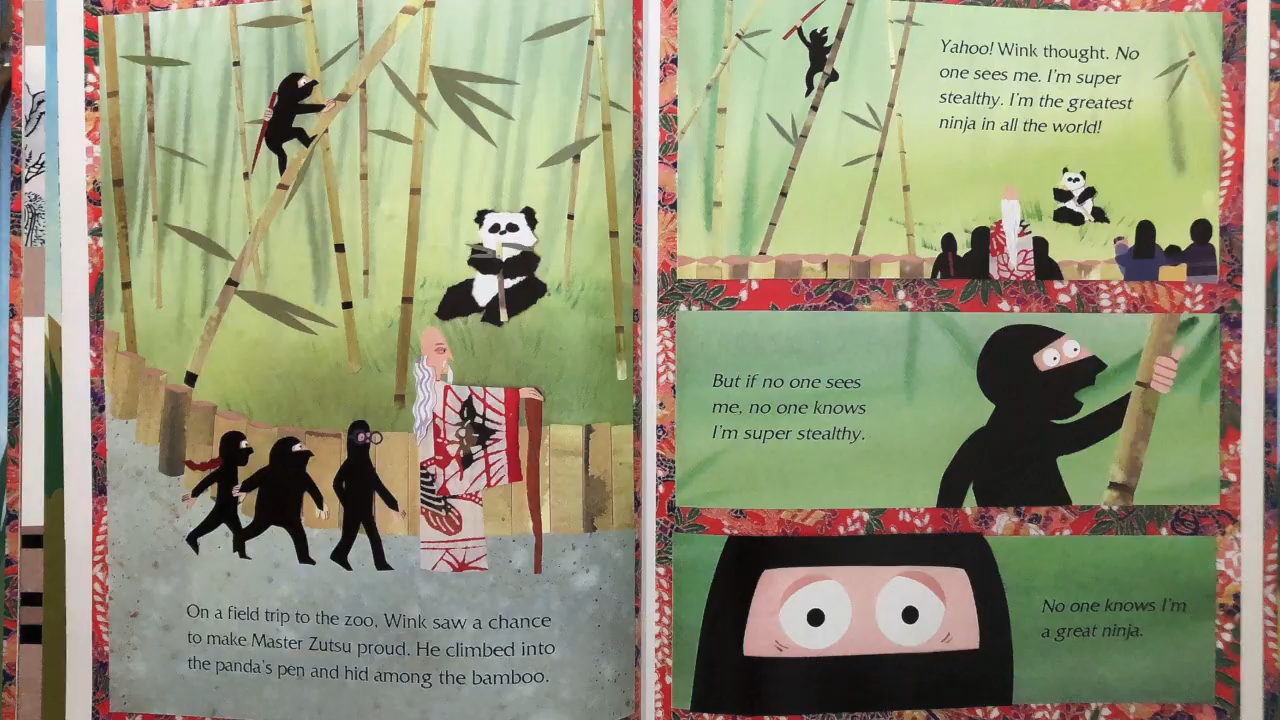 On a field trip to the zoo, Wink saw a chance
to make Master Zutsu proud. He climbed into
the panda's pen and hid among the bamboo.
Yahoo! Wink thought. No
one sees me. I'm super
stealthy. I'm the greatest
ninja in all the world!
But if no one sees
me, no one knows
I'm super stealthy.
No one knows I'm
a great ninja.